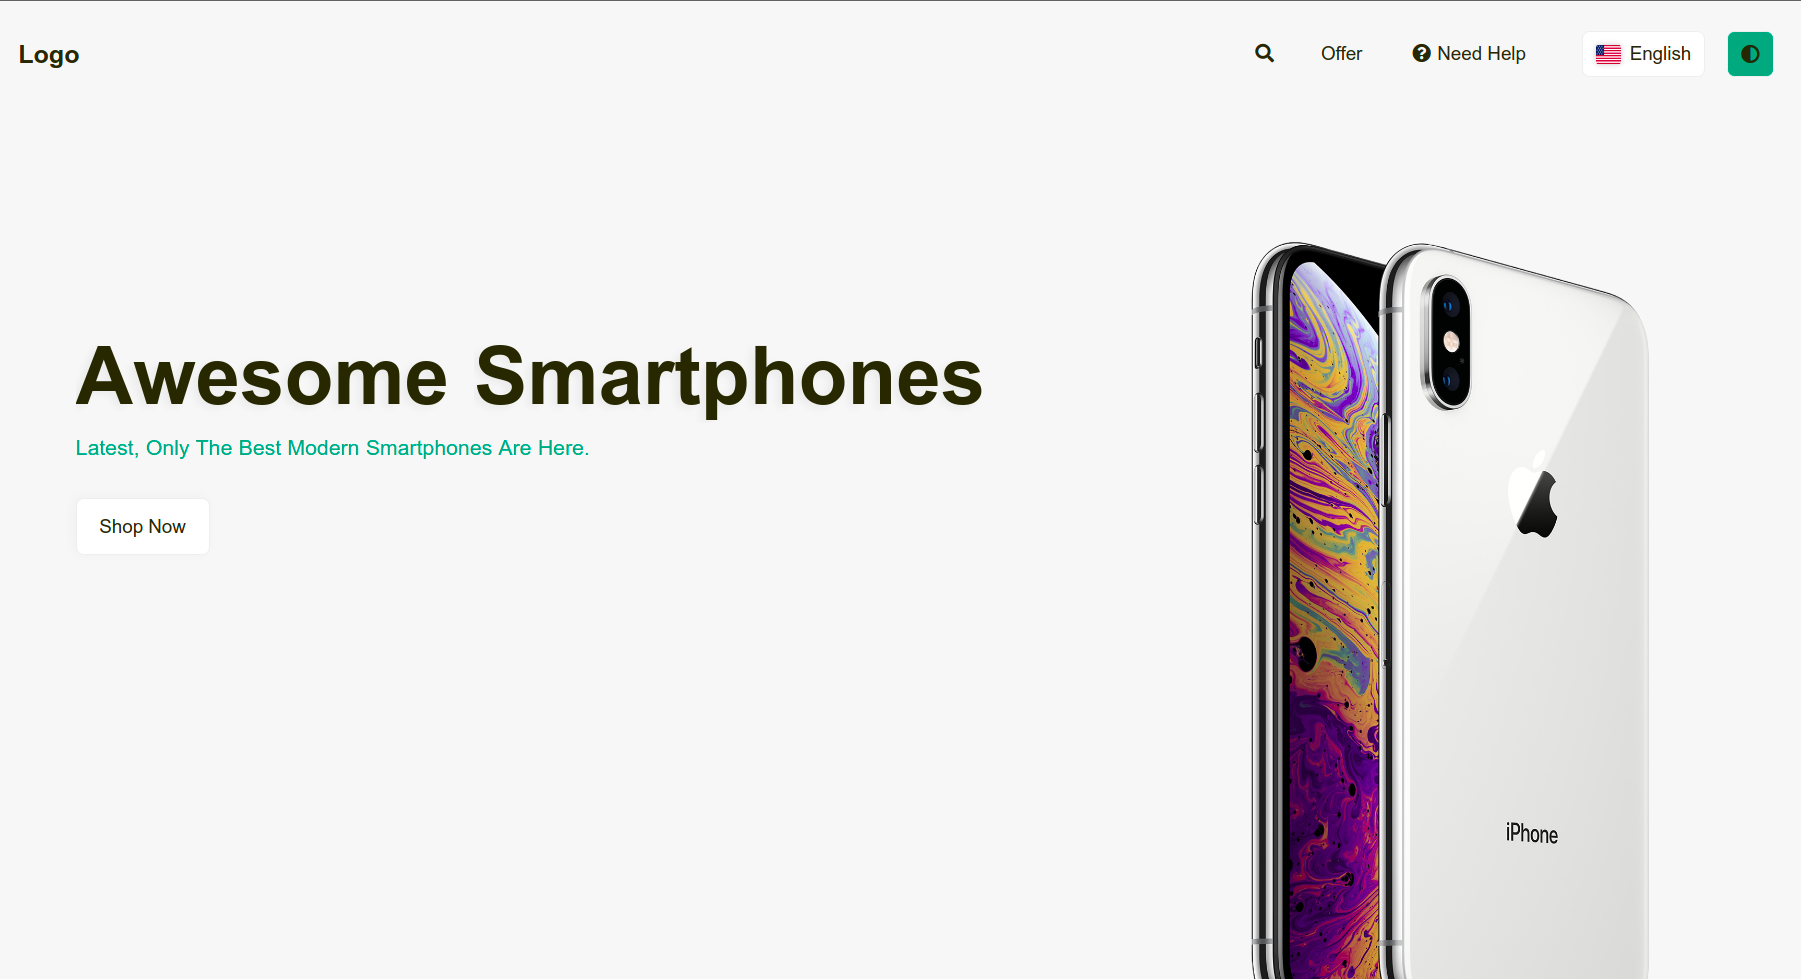 Logo
Offer
Need Help
English
Awesome Smartphones
Latest, Only The Best Modern Smartphones Are Here.
Shop Now
iPhone